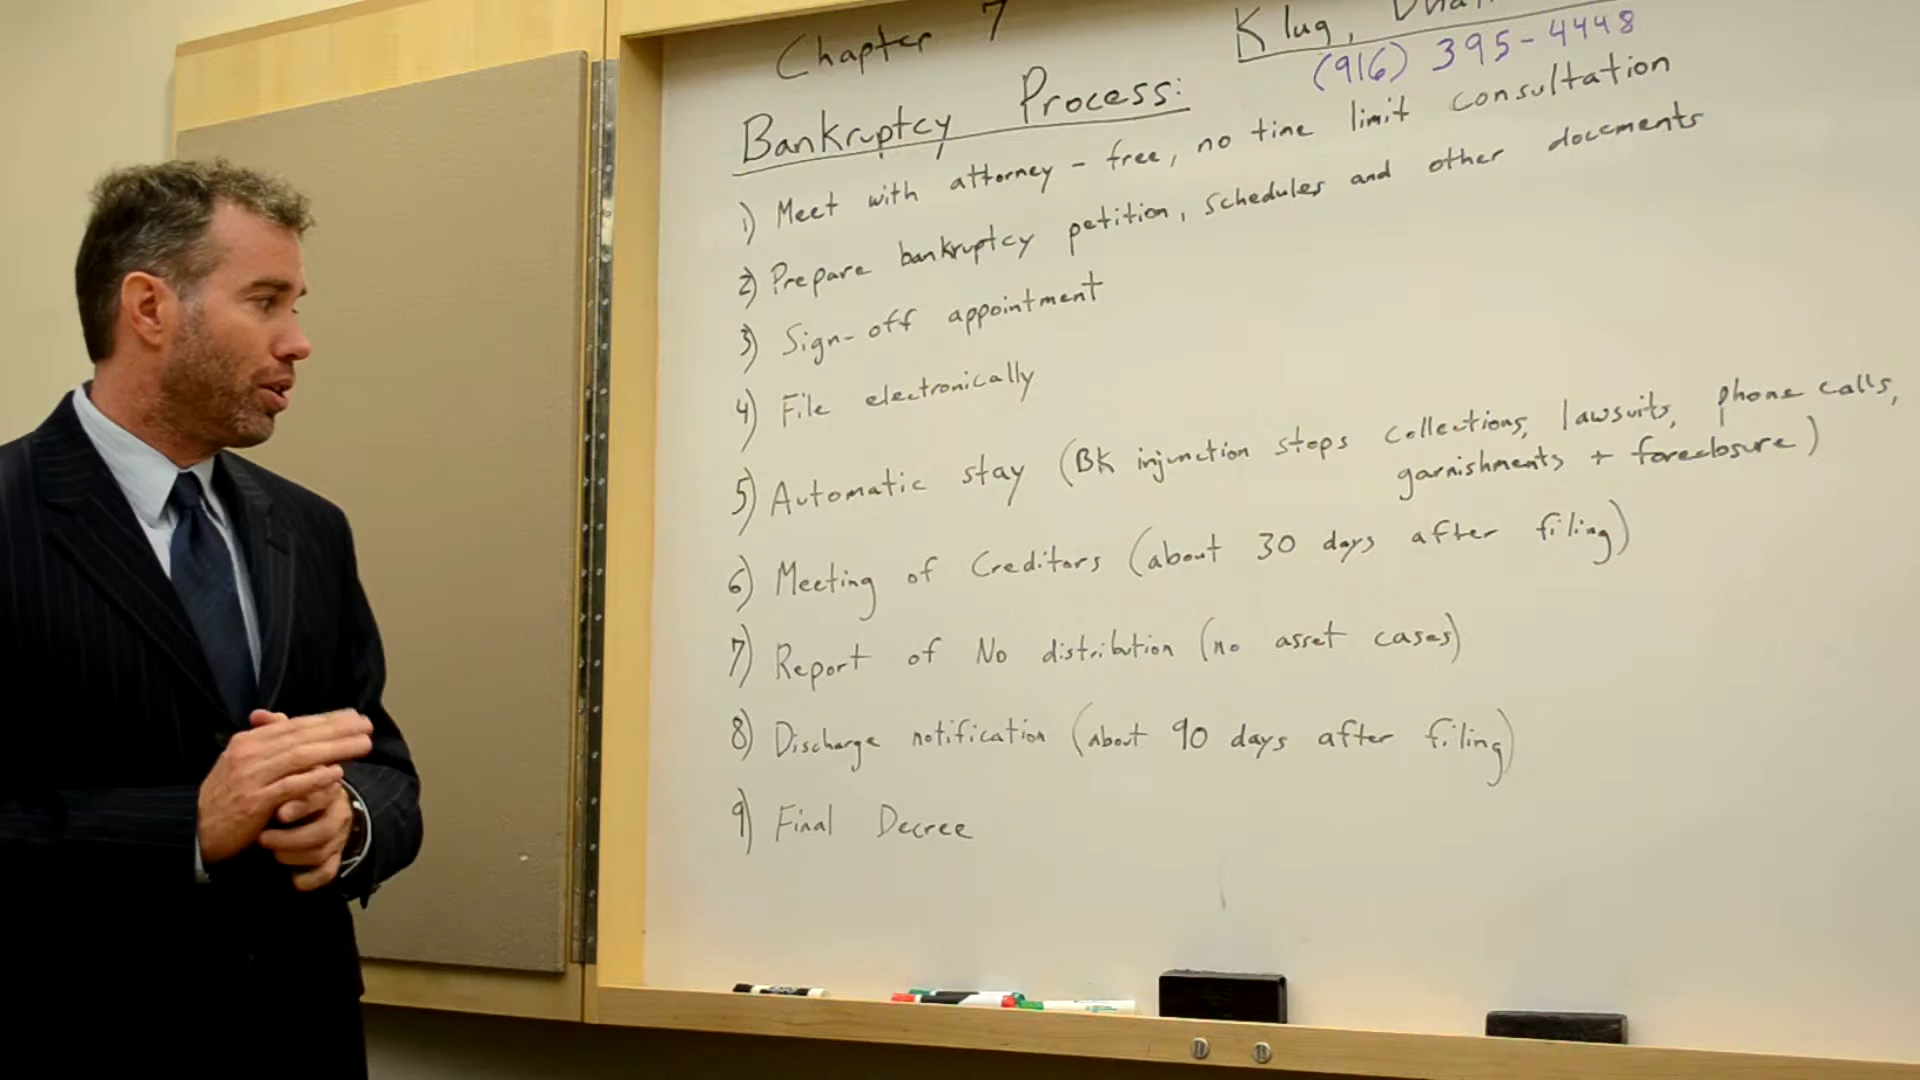 Chapter 7
Klug,
(916) 395-4448
Bankruptcy Process:
1) Meet with attorney - free, no time limit consultation
2) Prepare bankruptcy petition, schedules and other documents
3) Sign-off appointment
4) File electronically
5) Automatic stay (BK injunction stops collections, lawsuits, phone calls,
garnishments + foreclosure)
6) Meeting of Creditors (about 30 days after filing)
7) Report of No distribution (no asset cases)
8) Discharge notification (about 90 days after filing)
9) Final Decree